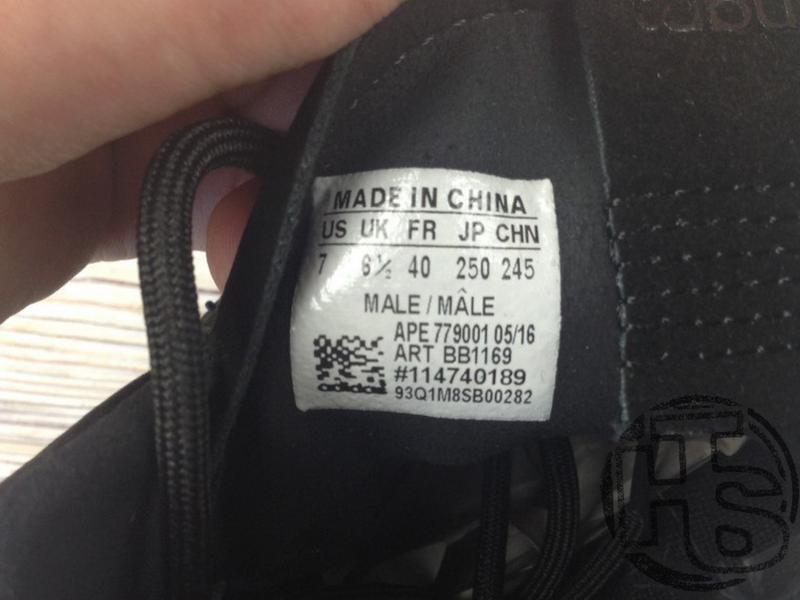 MADE IN CHINA
US UK FR JP CHN
7 6½ 40 250 245
MALE / MÂLE
APE 779001 05/16
ART BB1169
#114740189
93Q1M8SB00282
adidas
HTS